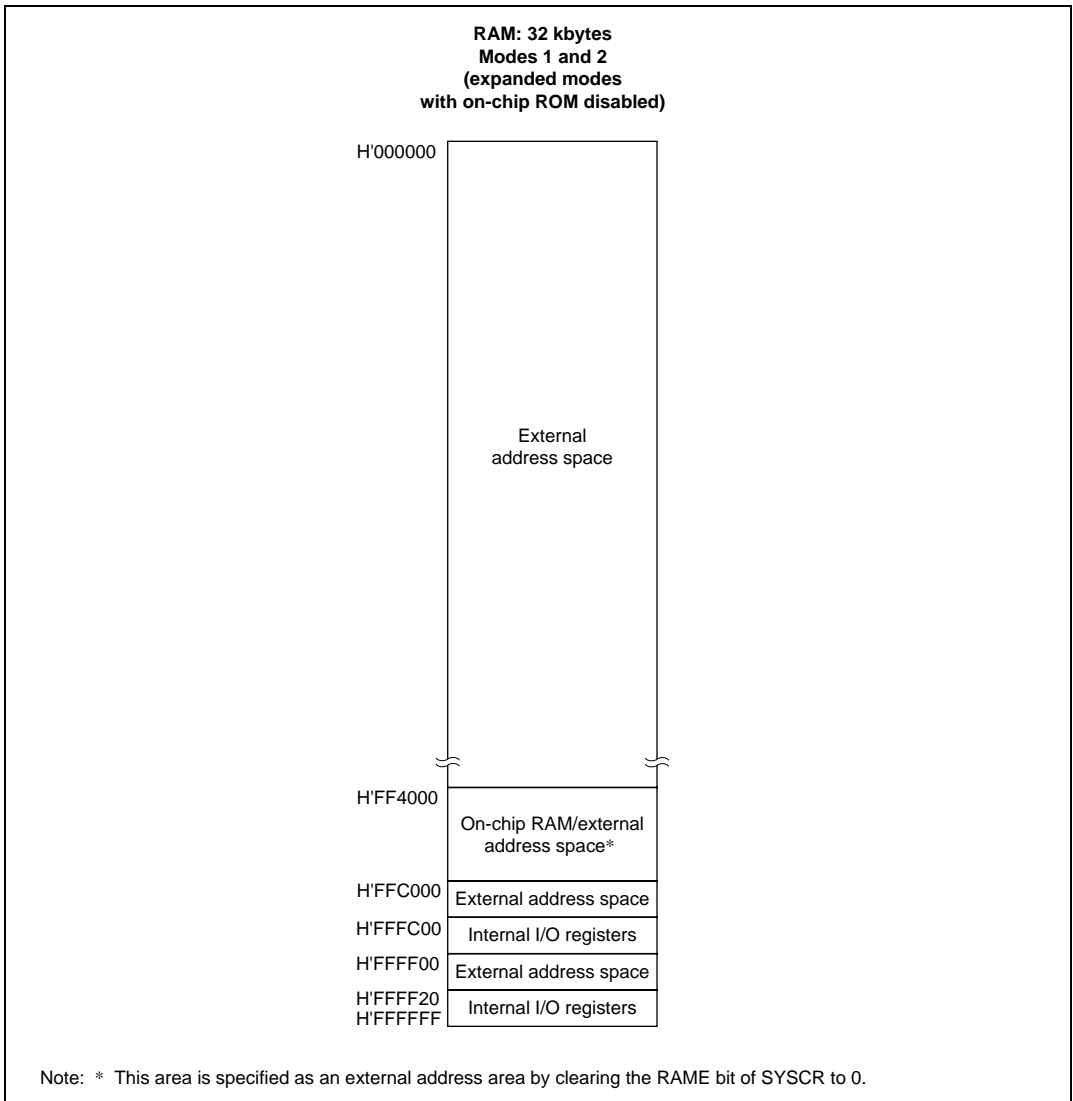 RAM: 32 kbytes
Modes 1 and 2
(expanded modes
with on-chip ROM disabled)
H'000000
External
address space
H'FF4000
On-chip RAM/external
address space*
H'FFC000
External address space
H'FFFC00
Internal I/O registers
H'FFFF00
External address space
H'FFFF20
Internal I/O registers
H'FFFFFF
Note: * This area is specified as an external address area by clearing the RAME bit of SYSCR to 0.